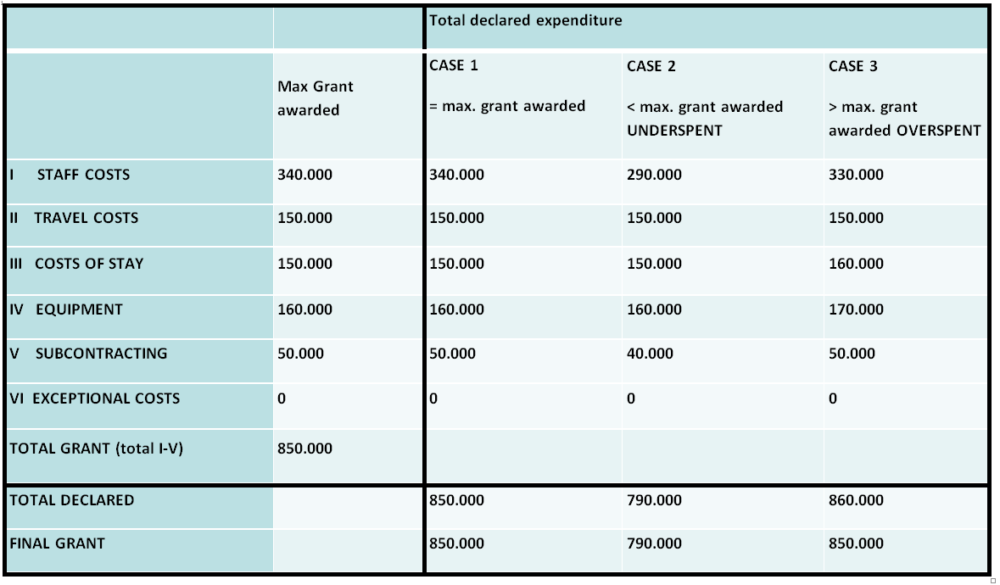 Total declared expenditure
Max Grant
awarded
CASE 1
= max. grant awarded
CASE 2
< max. grant awarded
UNDERSPENT
CASE 3
> max. grant
awarded OVERSPENT
I STAFF COSTS 340.000 340.000 290.000 330.000
II TRAVEL COSTS 150.000 150.000 150.000 150.000
III COSTS OF STAY 150.000 150.000 150.000 160.000
IV EQUIPMENT 160.000 160.000 160.000 170.000
V SUBCONTRACTING 50.000 50.000 40.000 50.000
VI EXCEPTIONAL COSTS 0 0 0 0
TOTAL GRANT (total I-V) 850.000
TOTAL DECLARED 850.000 790.000 860.000
FINAL GRANT 850.000 790.000 850.000